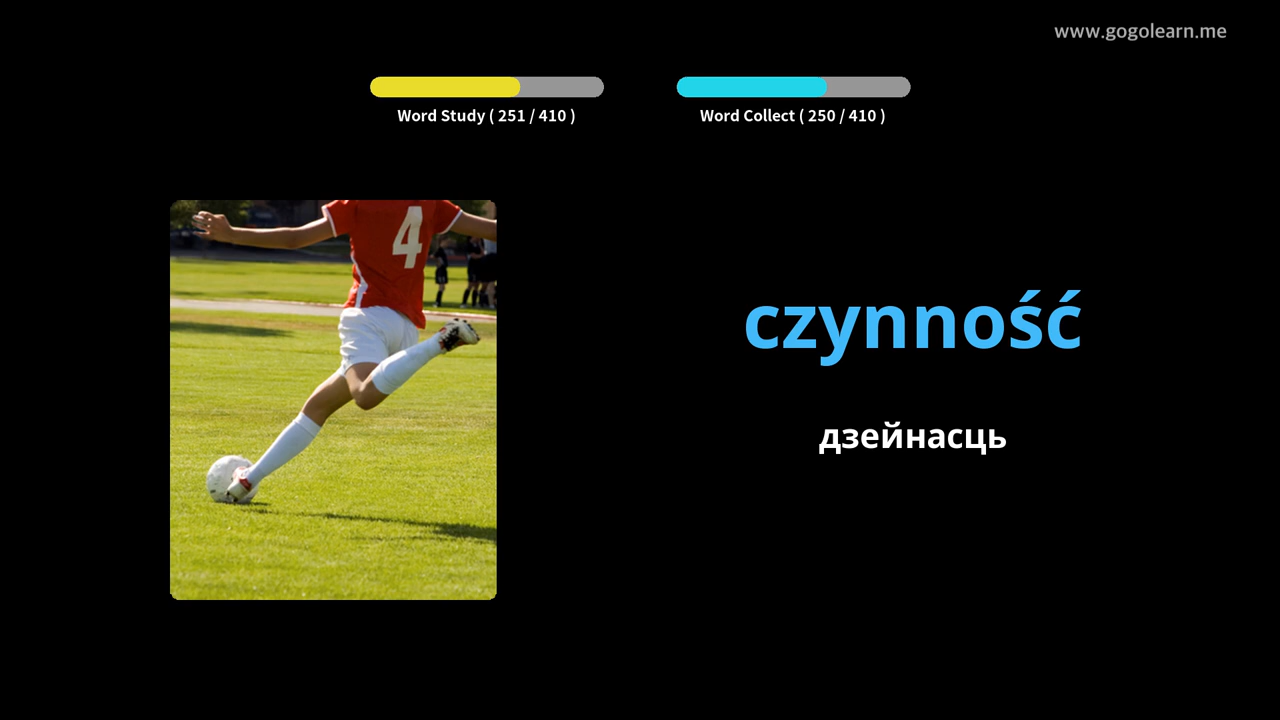 www.gogolearn.me
Word Study ( 251 / 410 )
Word Collect ( 250 / 410 )
4
czynność
дзейнасць